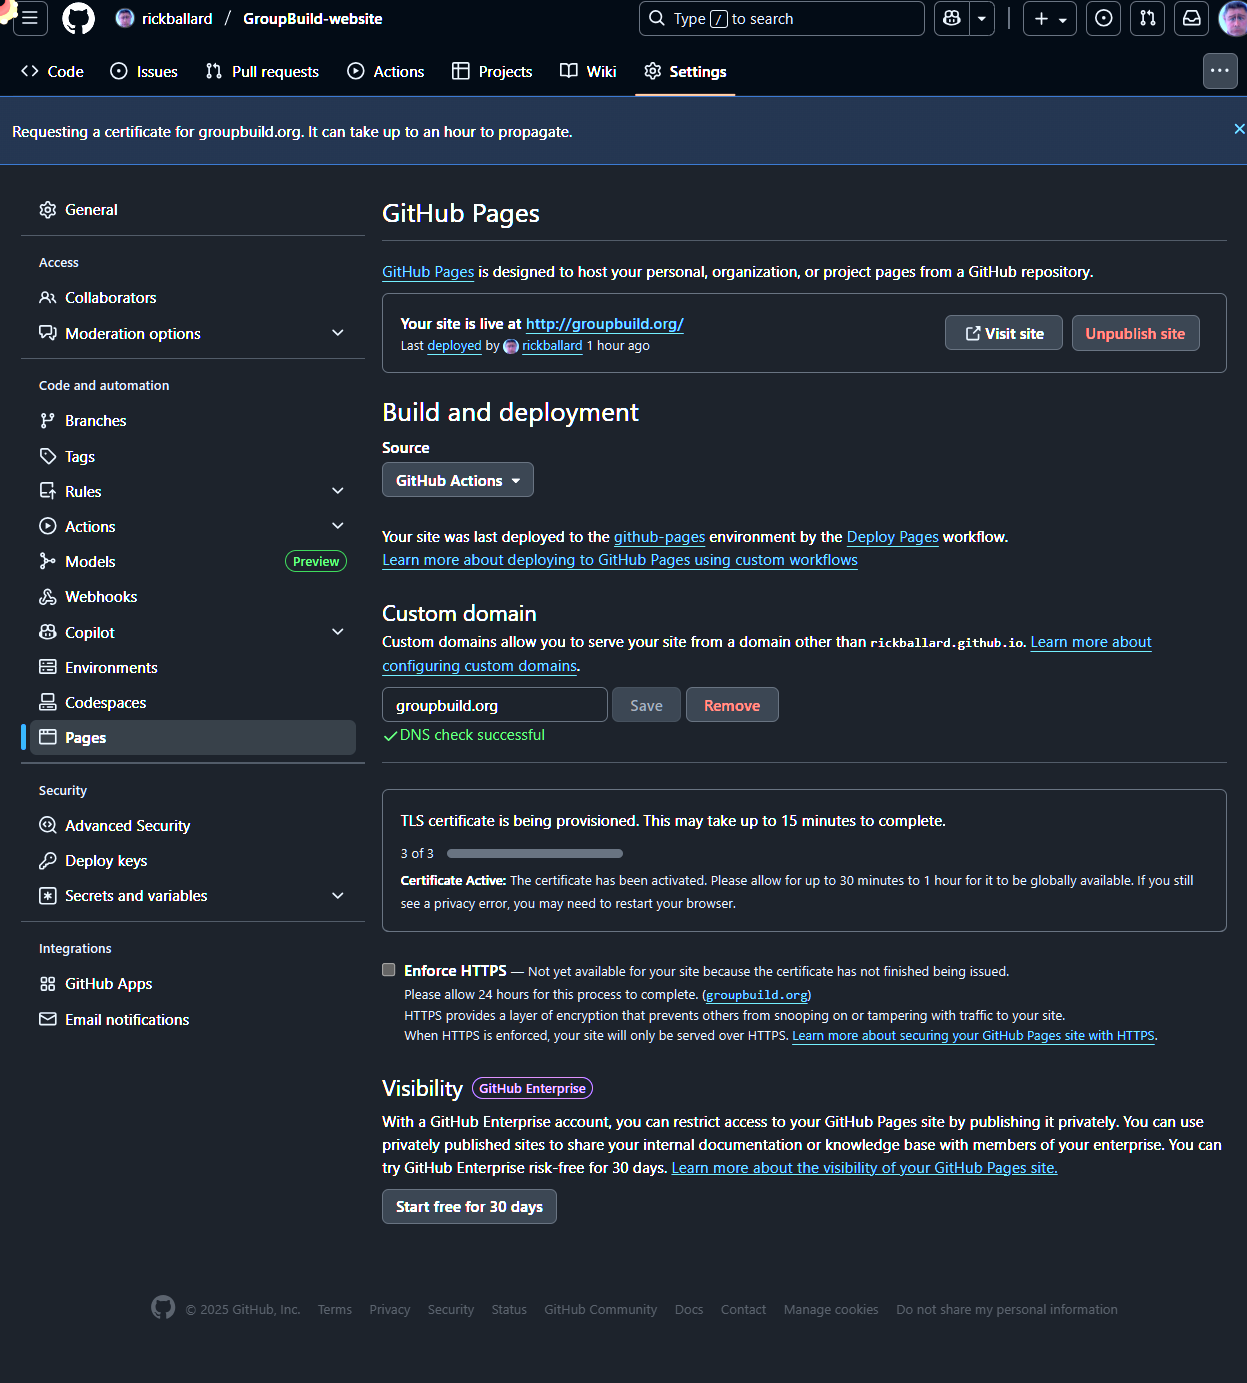 rickballard / GroupBuild-website
Type / to search
Code
Issues
Pull requests
Actions
Projects
Wiki
Settings
Requesting a certificate for groupbuild.org. It can take up to an hour to propagate.
General
Access
Collaborators
Moderation options
Code and automation
Branches
Tags
Rules
Actions
Models
Preview
Webhooks
Copilot
Environments
Codespaces
Pages
Security
Advanced Security
Deploy keys
Secrets and variables
Integrations
GitHub Apps
Email notifications
GitHub Pages
GitHub Pages is designed to host your personal, organization, or project pages from a GitHub repository.
Your site is live at http://groupbuild.org/
Last deployed by rickballard 1 hour ago
Visit site
Unpublish site
Build and deployment
Source
GitHub Actions
Your site was last deployed to the github-pages environment by the Deploy Pages workflow.
Learn more about deploying to GitHub Pages using custom workflows
Custom domain
Custom domains allow you to serve your site from a domain other than rickballard.github.io. Learn more about
configuring custom domains.
groupbuild.org
Save
Remove
DNS check successful
TLS certificate is being provisioned. This may take up to 15 minutes to complete.
3 of 3
Certificate Active: The certificate has been activated. Please allow for up to 30 minutes to 1 hour for it to be globally available. If you still
see a privacy error, you may need to restart your browser.
Enforce HTTPS — Not yet available for your site because the certificate has not finished being issued.
Please allow 24 hours for this process to complete. (groupbuild.org)
HTTPS provides a layer of encryption that prevents others from snooping on or tampering with traffic to your site.
When HTTPS is enforced, your site will only be served over HTTPS. Learn more about securing your GitHub Pages site with HTTPS.
Visibility GitHub Enterprise
With a GitHub Enterprise account, you can restrict access to your GitHub Pages site by publishing it privately. You can use
privately published sites to share your internal documentation or knowledge base with members of your enterprise. You can
try GitHub Enterprise risk-free for 30 days. Learn more about the visibility of your GitHub Pages site.
Start free for 30 days
© 2025 GitHub, Inc. Terms Privacy Security Status GitHub Community Docs Contact Manage cookies Do not share my personal information